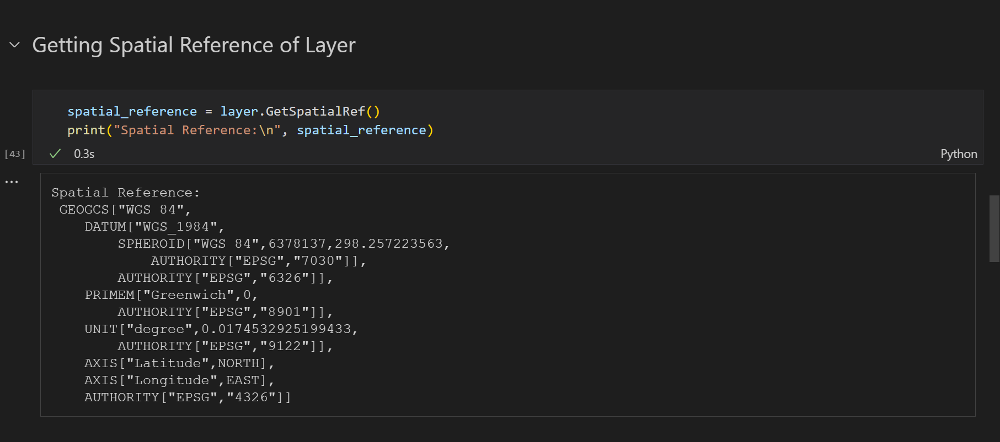 Getting Spatial Reference of Layer
spatial_reference = layer.GetSpatialRef()
print("Spatial Reference:\n", spatial_reference)
[43]
0.3s
Python
...
Spatial Reference:
 GEOGCS["WGS 84",
    DATUM["WGS_1984",
        SPHEROID["WGS 84",6378137,298.257223563,
            AUTHORITY["EPSG","7030"]],
        AUTHORITY["EPSG","6326"]],
    PRIMEM["Greenwich",0,
        AUTHORITY["EPSG","8901"]],
    UNIT["degree",0.0174532925199433,
        AUTHORITY["EPSG","9122"]],
    AXIS["Latitude",NORTH],
    AXIS["Longitude",EAST],
    AUTHORITY["EPSG","4326"]]